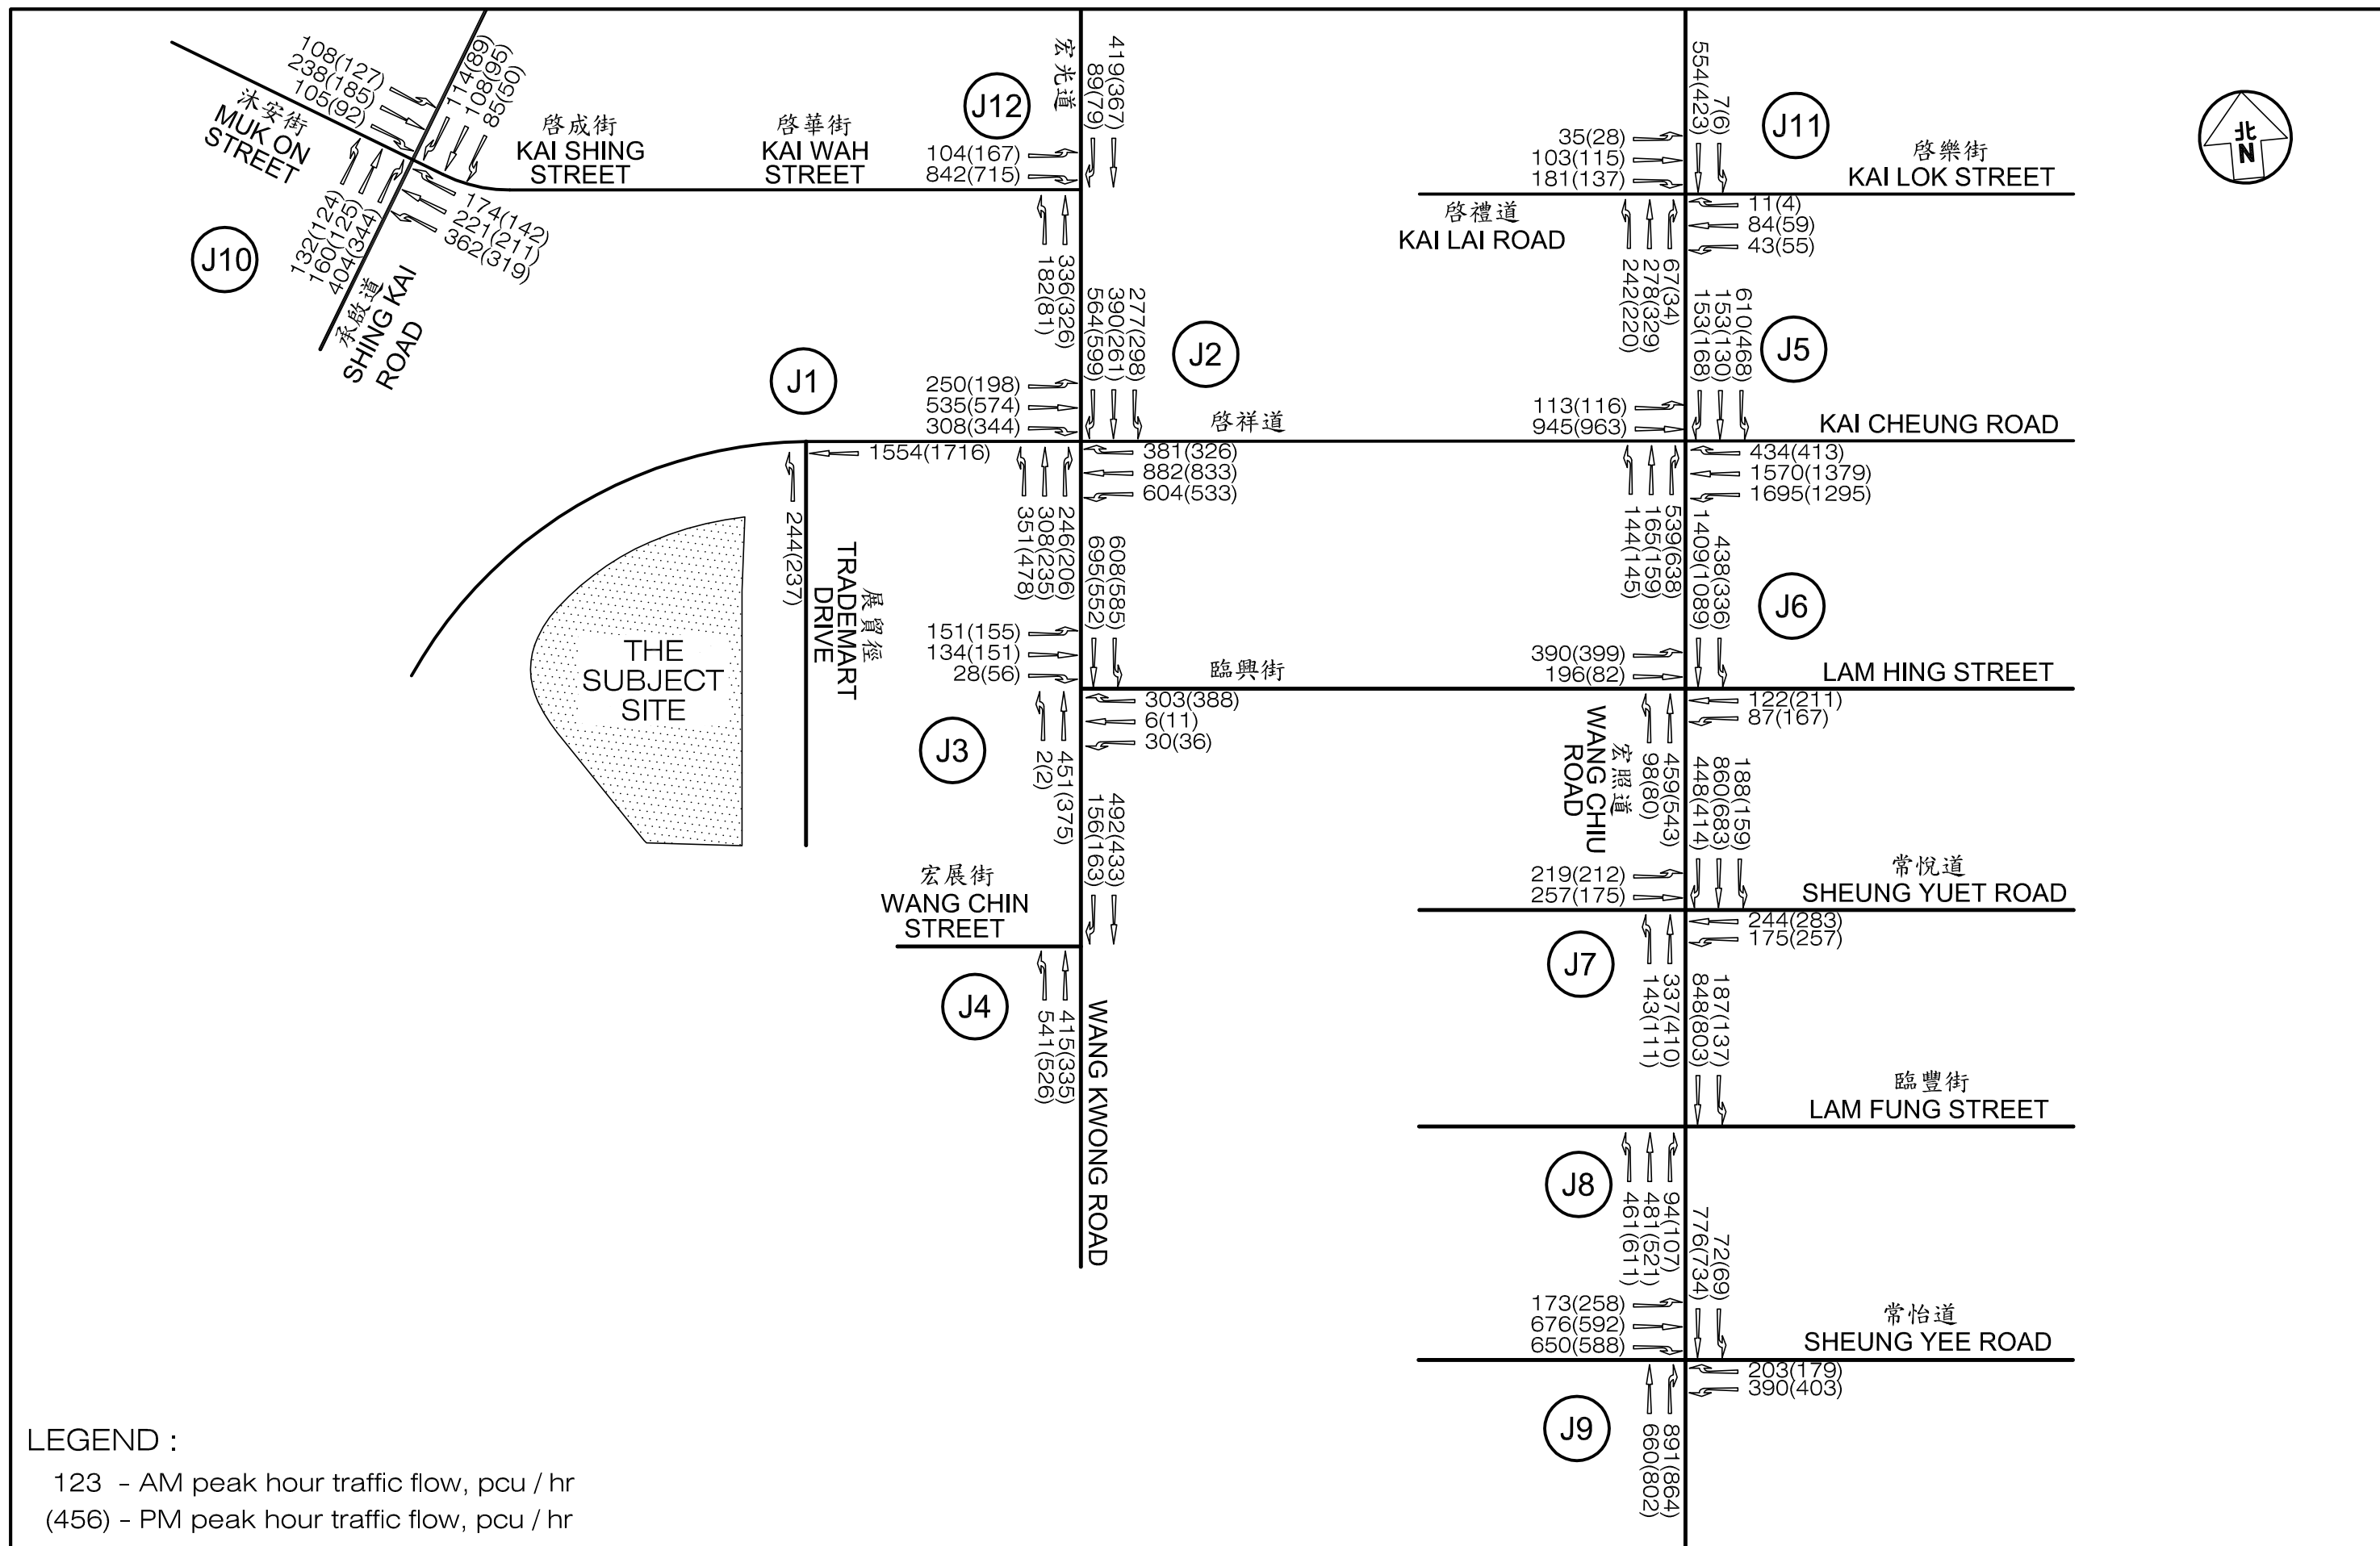 108(127)
238(185)
105(92)
沐安街
MUK ON
STREET
114(89)
108(95)
85(50)
132(124)
160(125)
404(344)
174(142)
221(211)
362(319)
J10
承啟道
SHING KAI
ROAD
啓成街
KAI SHING
STREET
啓華街
KAI WAH
STREET
J12
宏光道
104(167)
842(715)
419(367)
89(79)
336(326)
182(81)
554(423)
7(6)
J11
35(28)
103(115)
181(137)
啓樂街
KAI LOK STREET
啓禮道
KAI LAI ROAD
11(4)
84(59)
43(55)
67(34)
278(329)
242(220)
北
N
J1
J2
250(198)
535(574)
308(344)
277(298)
390(261)
564(599)
啓祥道
1554(1716)
381(326)
882(833)
604(533)
246(206)
308(235)
351(478)
244(237)
展貿徑
TRADEMART
DRIVE
THE
SUBJECT
SITE
J5
610(468)
153(130)
153(168)
113(116)
945(963)
KAI CHEUNG ROAD
434(413)
1570(1379)
1695(1295)
539(638)
165(159)
144(145)
608(585)
695(552)
151(155)
134(151)
28(56)
臨興街
303(388)
6(11)
30(36)
J3
451(375)
2(2)
438(336)
1409(1089)
J6
390(399)
196(82)
LAM HING STREET
122(211)
87(167)
宏照道
WANG CHIU
ROAD
459(543)
98(80)
492(433)
156(163)
宏展街
WANG CHIN
STREET
J4
415(335)
541(526)
WANG KWONG ROAD
188(159)
860(683)
448(414)
219(212)
257(175)
常悅道
SHEUNG YUET ROAD
244(283)
175(257)
J7
337(410)
143(111)
187(137)
848(803)
臨豐街
LAM FUNG STREET
J8
94(107)
481(521)
461(611)
72(69)
776(734)
173(258)
676(592)
650(588)
常怡道
SHEUNG YEE ROAD
203(179)
390(403)
J9
891(864)
660(802)
LEGEND :
123 - AM peak hour traffic flow, pcu / hr
(456) - PM peak hour traffic flow, pcu / hr